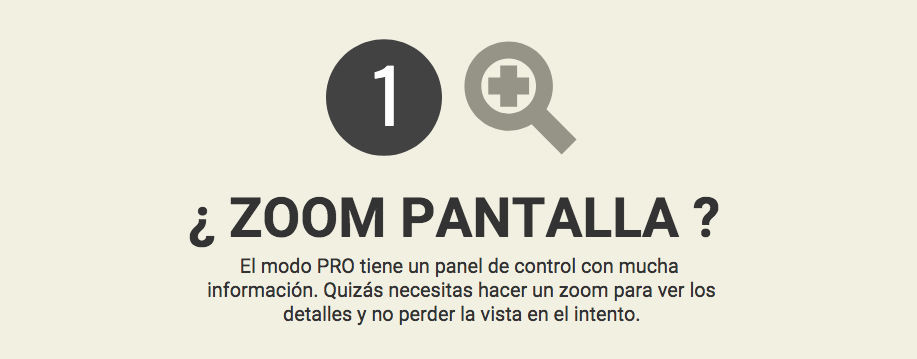 1
¿ ZOOM PANTALLA ?
El modo PRO tiene un panel de control con mucha
información. Quizás necesitas hacer un zoom para ver los
detalles y no perder la vista en el intento.